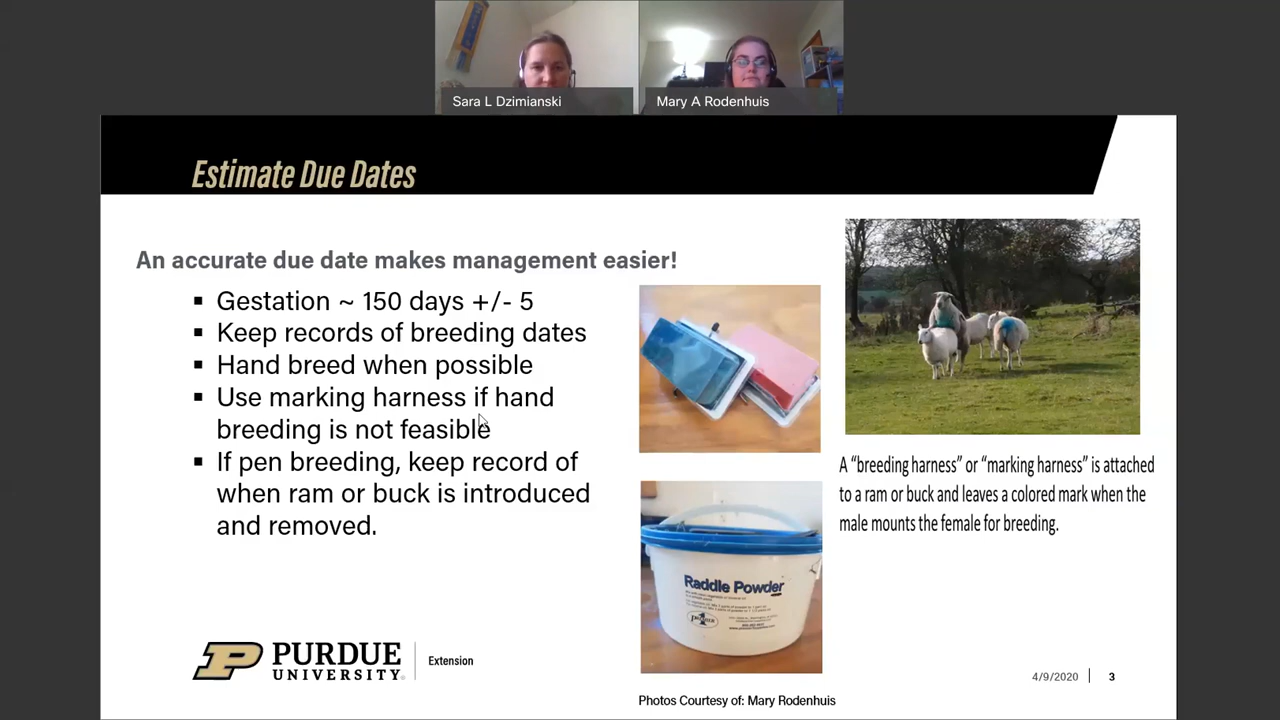 Sara L Dzimianski
Mary A Rodenhuis
Estimate Due Dates
An accurate due date makes management easier!
▪ Gestation ~ 150 days +/- 5
▪ Keep records of breeding dates
▪ Hand breed when possible
▪ Use marking harness if hand
breeding is not feasible
▪ If pen breeding, keep record of
when ram or buck is introduced
and removed.
A “breeding harness” or “marking harness” is attached
to a ram or buck and leaves a colored mark when the
male mounts the female for breeding.
Raddle Powder
P PURDUE
UNIVERSITY®
Extension
4/9/2020
3
Photos Courtesy of: Mary Rodenhuis